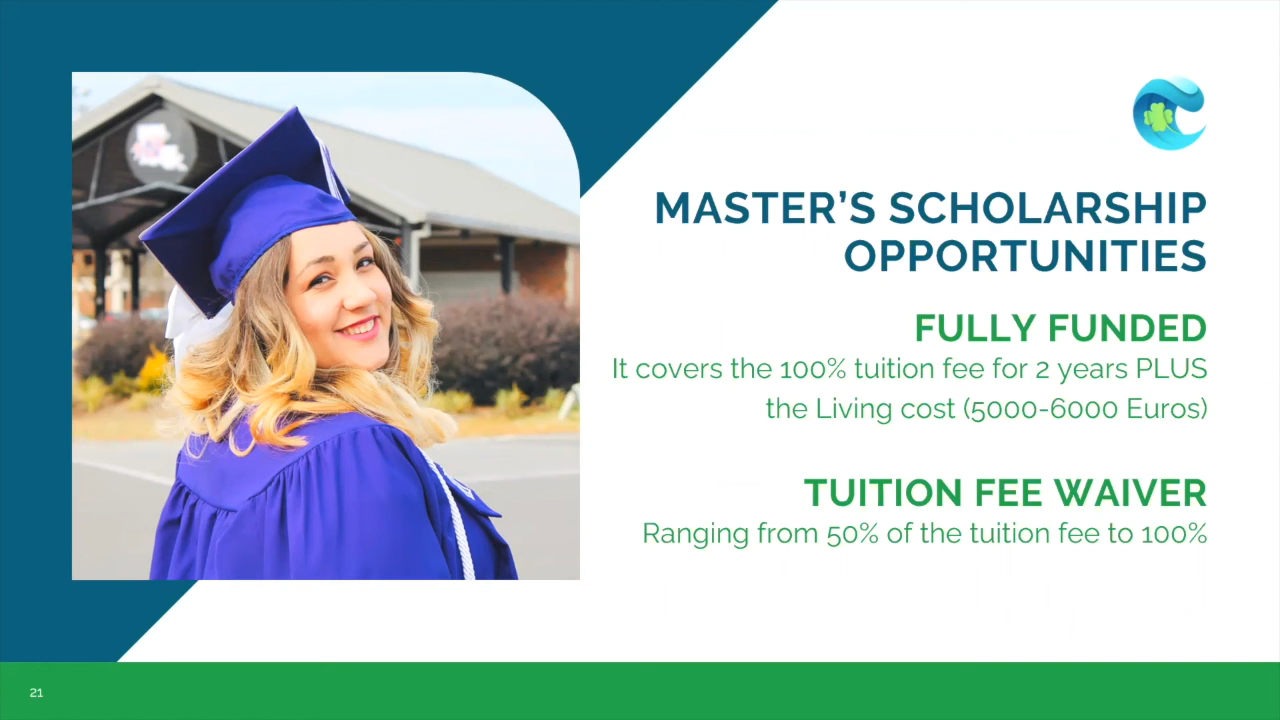 MASTER’S SCHOLARSHIP
OPPORTUNITIES
FULLY FUNDED
It covers the 100% tuition fee for 2 years PLUS
the Living cost (5000-6000 Euros)
TUITION FEE WAIVER
Ranging from 50% of the tuition fee to 100%
21